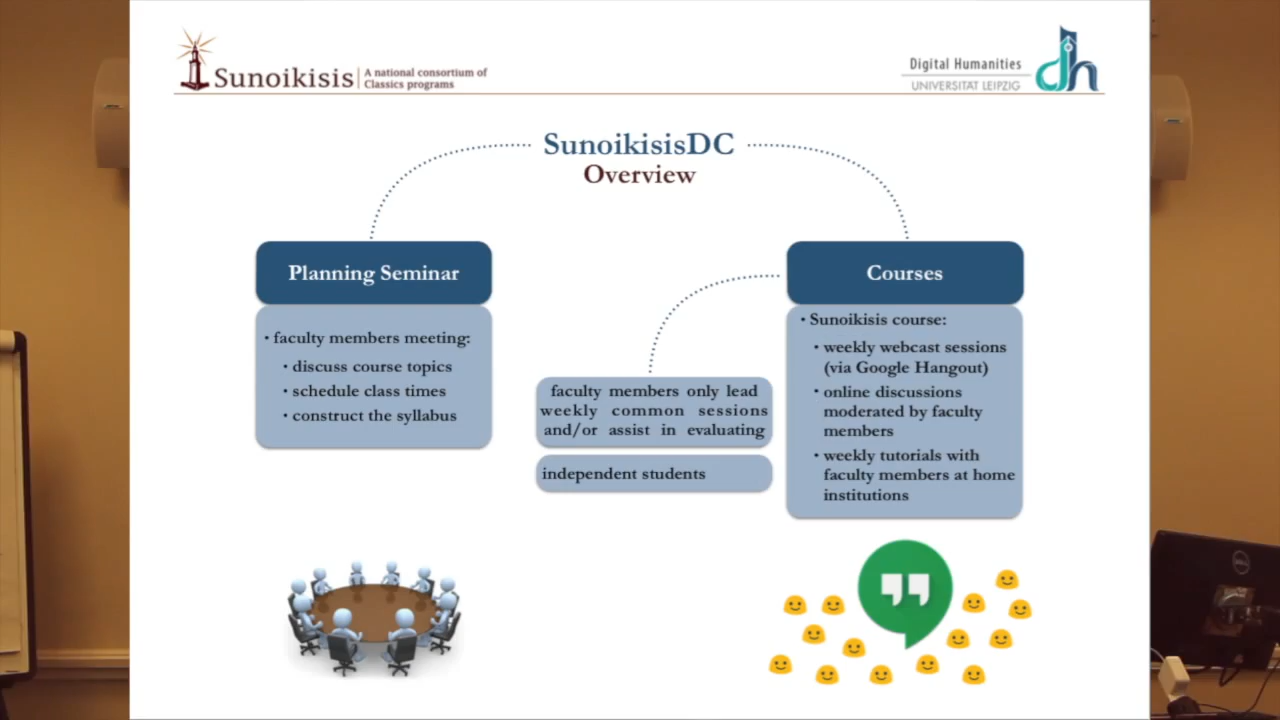 Sunoikisis
A national consortium of
Classics programs
Digital Humanities
UNIVERSITÄT LEIPZIG
dh
SunoikisisDC
Overview
Planning Seminar
• faculty members meeting:
• discuss course topics
• schedule class times
• construct the syllabus
faculty members only lead
weekly common sessions
and/or assist in evaluating
independent students
Courses
• Sunoikisis course:
• weekly webcast sessions
(via Google Hangout)
• online discussions
moderated by faculty
members
• weekly tutorials with
faculty members at home
institutions
DELL